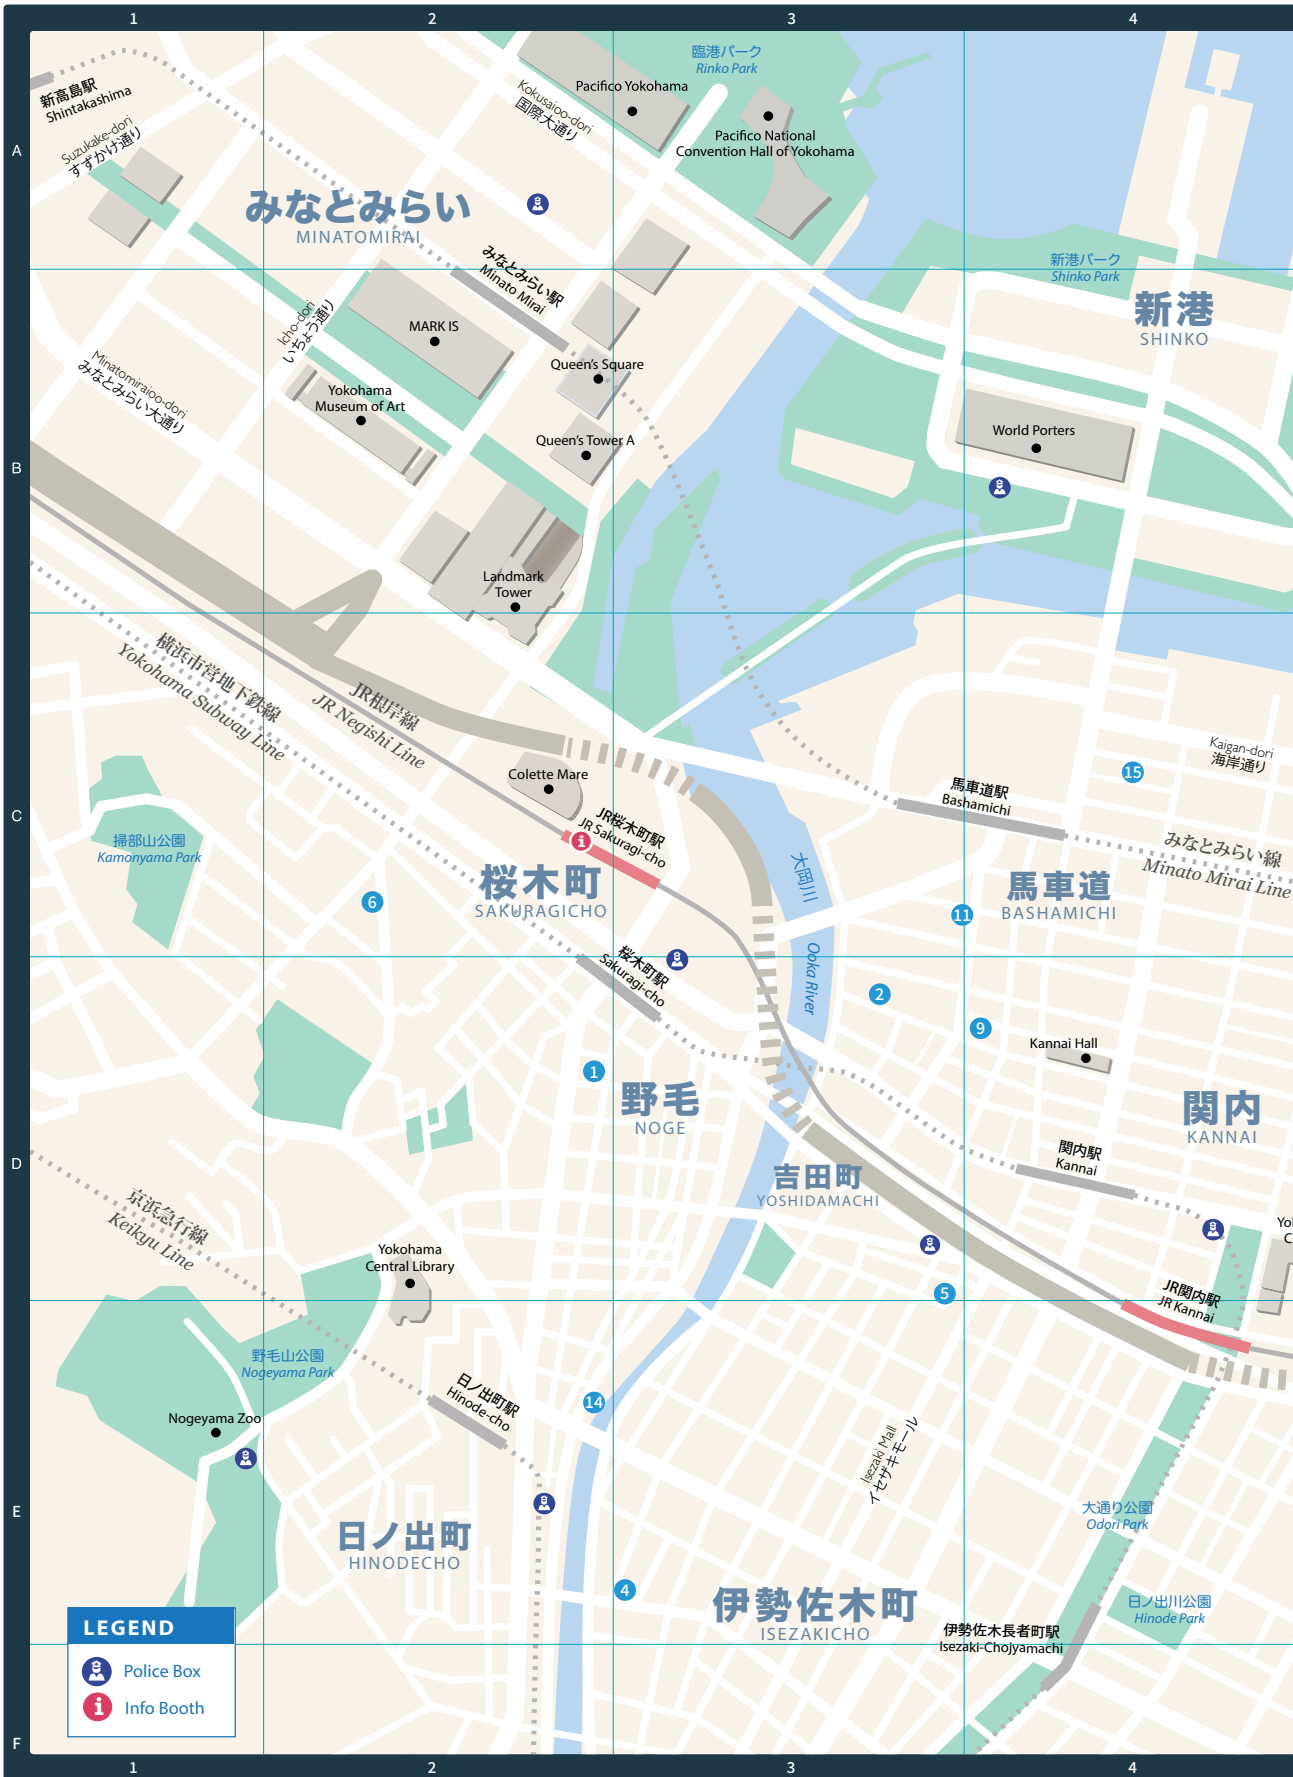 1
2
3
4
A
B
C
D
E
F
新高島駅
Shintakashima
Suzukake-dori
すずかけ通り
みなとみらい
MINATOMIRAI
Kokusaioo-dori
国際大通り
Pacifico Yokohama
臨港パーク
Rinko Park
Pacifico National
Convention Hall of Yokohama
新港パーク
Shinko Park
新港
SHINKO
みなとみらい駅
Minato Mirai
Icho-dori
いちょう通り
MARK IS
Queen's Square
Minatomiraioo-dori
みなとみらい大通り
Yokohama
Museum of Art
Queen's Tower A
World Porters
Landmark
Tower
横浜市営地下鉄線
Yokohama Subway Line
JR根岸線
JR Negishi Line
Colette Mare
JR桜木町駅
JR Sakuragi-cho
i
掃部山公園
Kamonyama Park
6
桜木町
SAKURAGICHO
大岡川
Ooka River
馬車道駅
Bashamichi
Kaigan-dori
海岸通り
15
みなとみらい線
Minato Mirai Line
馬車道
BASHAMICHI
11
桜木町駅
Sakuragi-cho
2
9
Kannai Hall
1
野毛
NOGE
関内
KANNAI
関内駅
Kannai
吉田町
YOSHIDAMACHI
京浜急行線
Keikyu Line
Yokohama
Central Library
5
JR関内駅
JR Kannai
Yo
C
野毛山公園
Nogeyama Park
Nogeyama Zoo
日ノ出町駅
Hinode-cho
14
Isezaki Mall
イセザキモール
大通り公園
Odori Park
日ノ出町
HINODECHO
4
伊勢佐木町
ISEZAKICHO
日ノ出川公園
Hinode Park
伊勢佐木長者町駅
Isezaki-Chojyamachi
LEGEND
Police Box
i
Info Booth
1
2
3
4